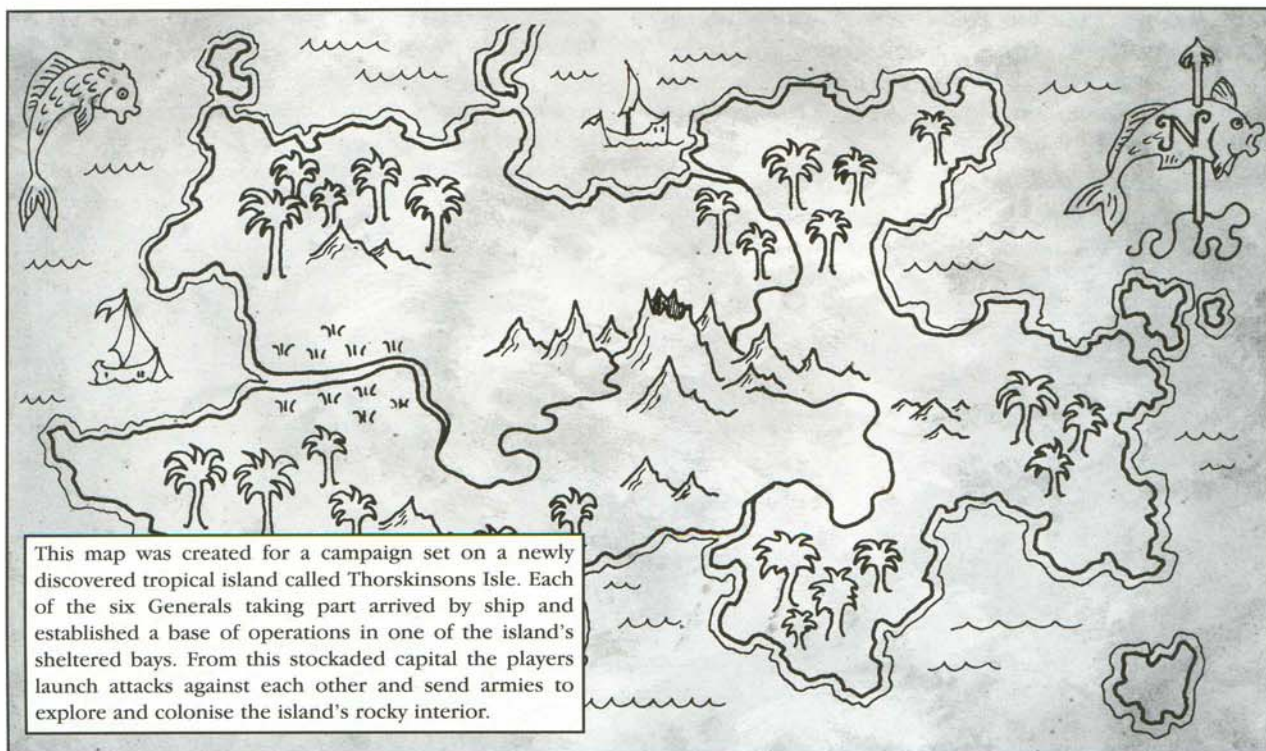 N
This map was created for a campaign set on a newly
discovered tropical island called Thorskinsons Isle. Each
of the six Generals taking part arrived by ship and
established a base of operations in one of the island's
sheltered bays. From this stockaded capital the players
launch attacks against each other and send armies to
explore and colonise the island's rocky interior.